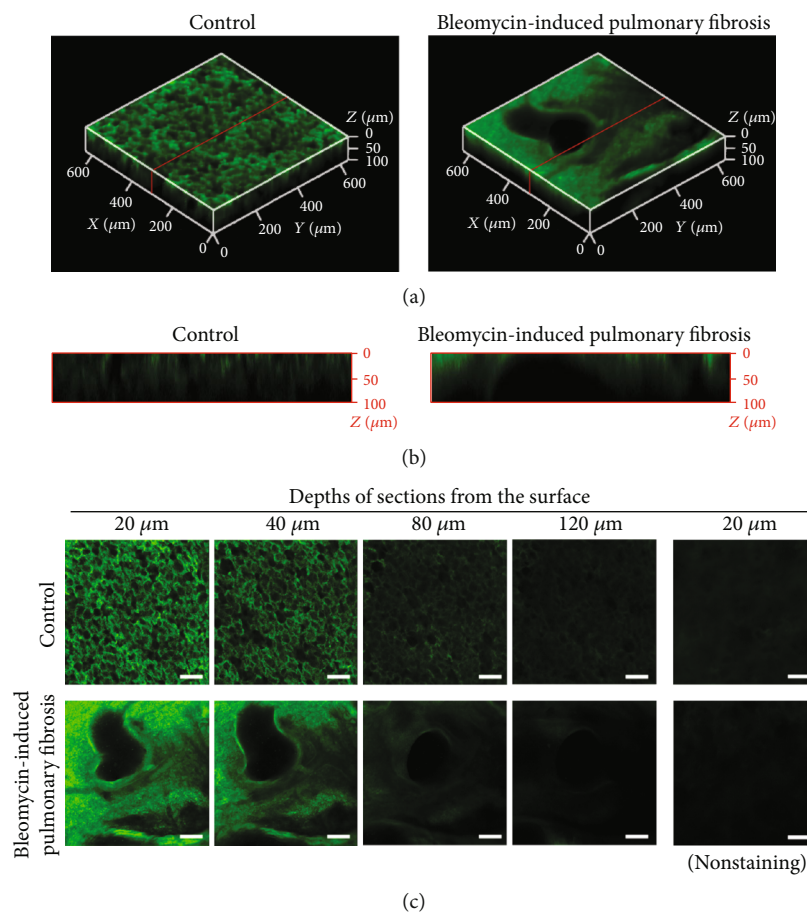 Control
Bleomycin-induced pulmonary fibrosis
Z (μm)
0
50
100
600
400
200
0
X (μm)
0
200
400
600
Y (μm)
Z (μm)
0
50
100
600
400
200
0
X (μm)
0
200
400
600
Y (μm)
(a)
Control
Bleomycin-induced pulmonary fibrosis
0
50
100
Z (μm)
0
50
100
Z (μm)
(b)
Depths of sections from the surface
20 μm 40 μm 80 μm 120 μm 20 μm
Control
Bleomycin-induced
pulmonary fibrosis
(Nonstaining)
(c)